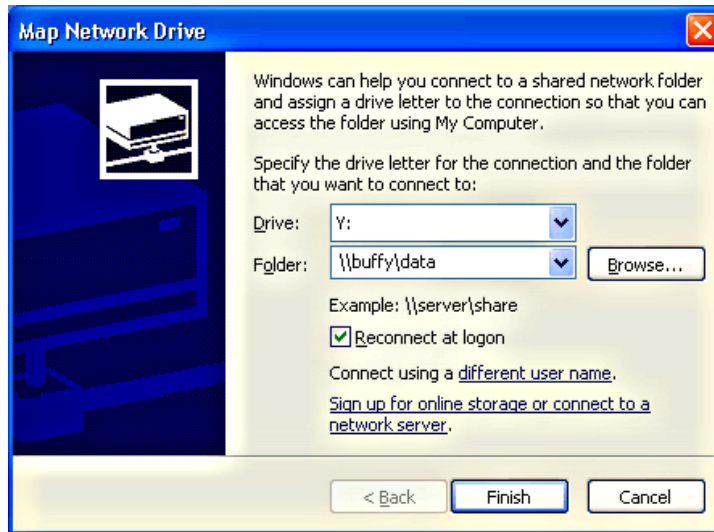 Map Network Drive
Windows can help you connect to a shared network folder
and assign a drive letter to the connection so that you can
access the folder using My Computer.
Specify the drive letter for the connection and the folder
that you want to connect to:
Drive: Y:
Folder: \\buffy\data Browse...
Example: \\server\share
Reconnect at logon
Connect using a different user name.
Sign up for online storage or connect to a
network server.
< Back Finish Cancel